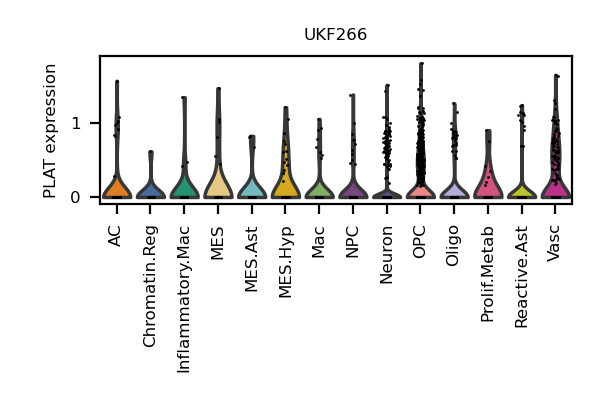 UKF266
PLAT expression
1
0
AC
Chromatin.Reg
Inflammatory.Mac
MES
MES.Ast
MES.Hyp
Mac
NPC
Neuron
OPC
Oligo
Prolif.Metab
Reactive.Ast
Vasc